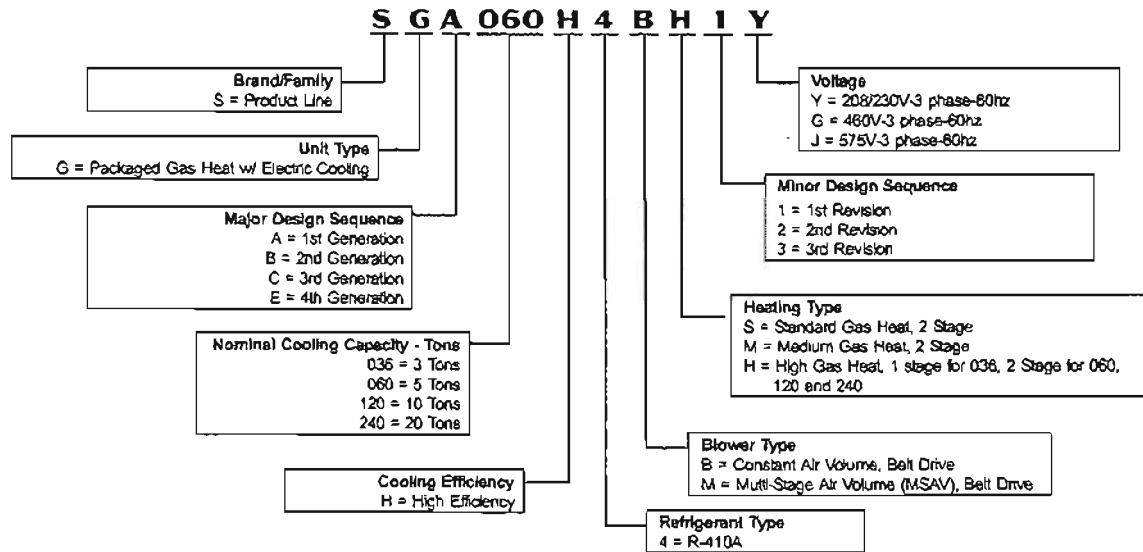 S G A 060 H 4 B H 1 Y
Brand/Family
S = Product Line
Unit Type
G = Packaged Gas Heat w/ Electric Cooling
Major Design Sequence
A = 1st Generation
B = 2nd Generation
C = 3rd Generation
E = 4th Generation
Nominal Cooling Capacity - Tons
036 = 3 Tons
060 = 5 Tons
120 = 10 Tons
240 = 20 Tons
Cooling Efficiency
H = High Efficiency
Voltage
Y = 208/230V-3 phase-60hz
G = 460V-3 phase-60hz
J = 575V-3 phase-60hz
Minor Design Sequence
1 = 1st Revision
2 = 2nd Revision
3 = 3rd Revision
Heating Type
S = Standard Gas Heat, 2 Stage
M = Medium Gas Heat, 2 Stage
H = High Gas Heat, 1 stage for 036, 2 Stage for 060,
120 and 240
Blower Type
B = Constant Air Volume, Belt Drive
M = Multi-Stage Air Volume (MSAV), Belt Drive
Refrigerant Type
4 = R-410A